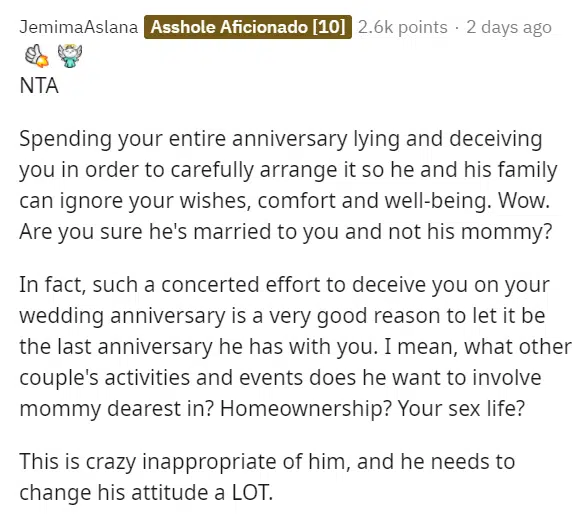 JemimaAslana Asshole Aficionado [10] 2.6k points · 2 days ago
NTA
Spending your entire anniversary lying and deceiving
you in order to carefully arrange it so he and his family
can ignore your wishes, comfort and well-being. Wow.
Are you sure he's married to you and not his mommy?
In fact, such a concerted effort to deceive you on your
wedding anniversary is a very good reason to let it be
the last anniversary he has with you. I mean, what other
couple's activities and events does he want to involve
mommy dearest in? Homeownership? Your sex life?
This is crazy inappropriate of him, and he needs to
change his attitude a LOT.